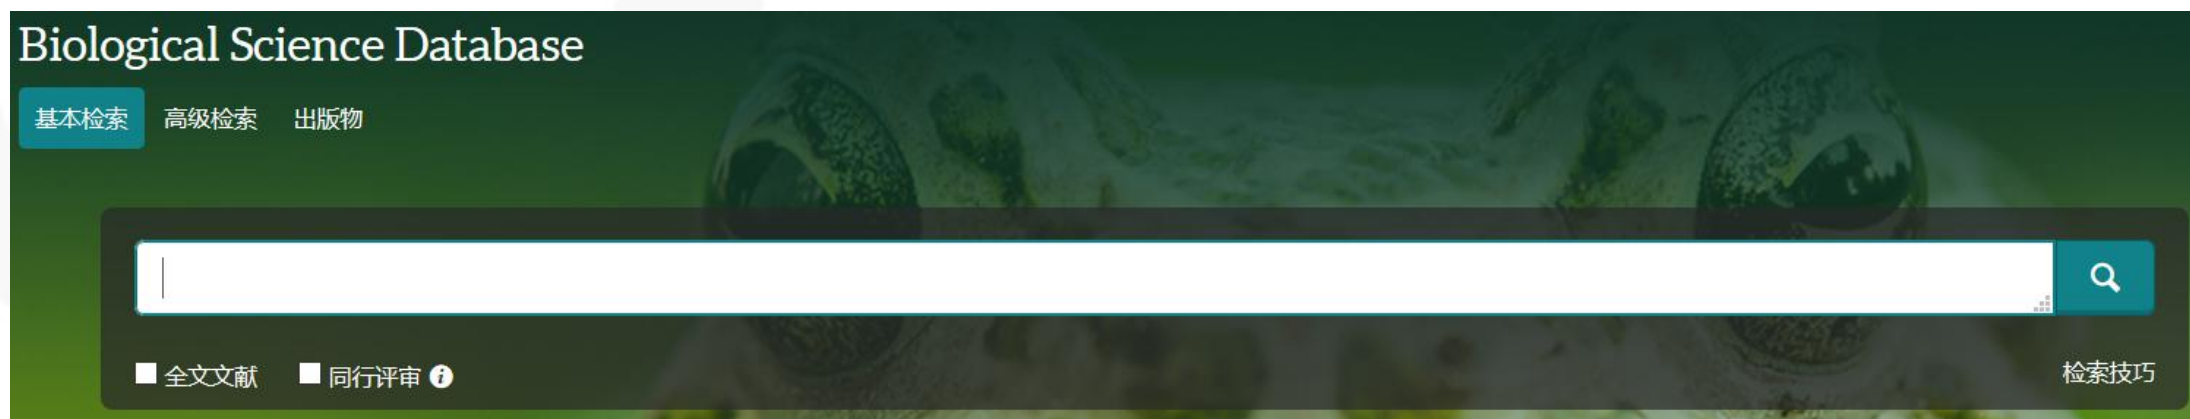 Biological Science Database
基本检索 高级检索 出版物
全文文献 同行评审 检索技巧